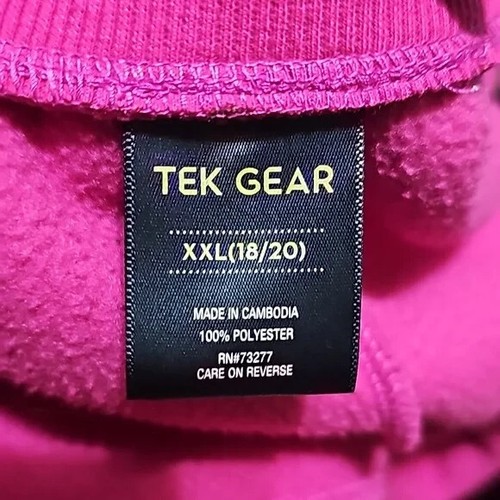 TEK GEAR
XXL(18/20)
MADE IN CAMBODIA
100% POLYESTER
RN#73277
CARE ON REVERSE